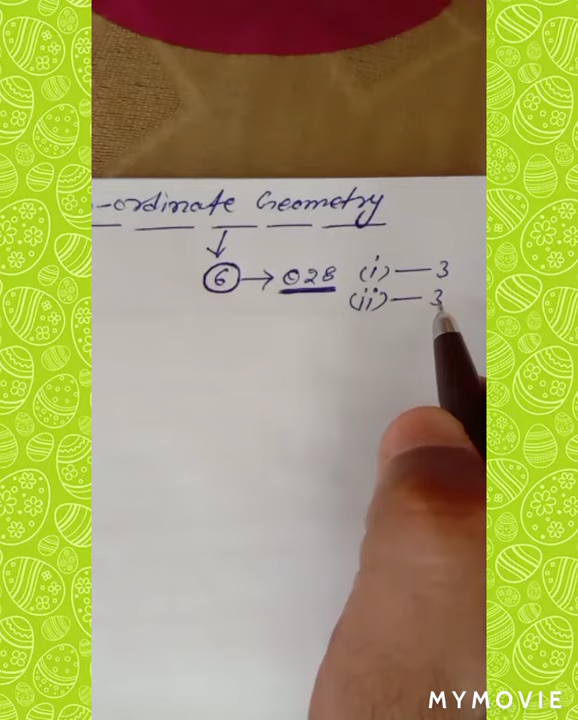 -ordinate Geometry
↓
6 → Q28 (i) — 3
(ii) — 3
MYMOVIE